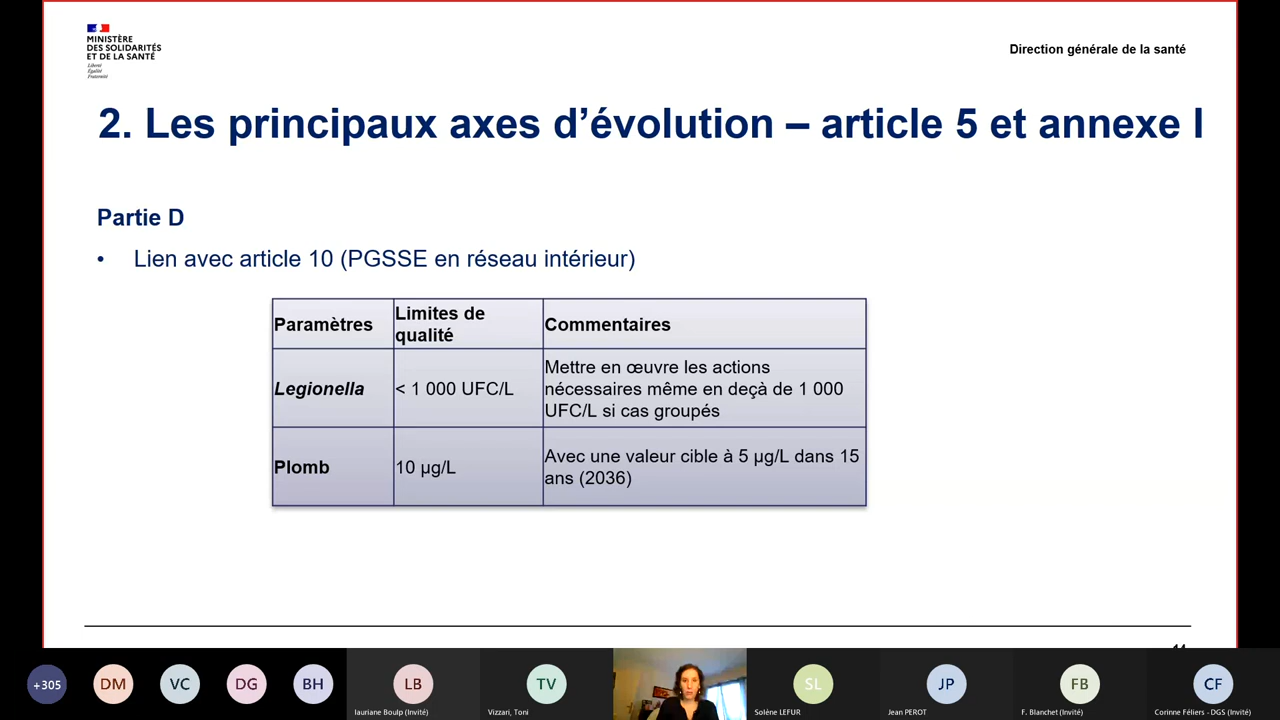 MINISTÈRE
DES SOLIDARITÉS
ET DE LA SANTÉ
Liberté
Égalité
Fraternité
Direction générale de la santé
2. Les principaux axes d’évolution – article 5 et annexe I
Partie D
• Lien avec article 10 (PGSSE en réseau intérieur)
Paramètres
Limites de
qualité
Commentaires
Legionella
< 1 000 UFC/L
Mettre en œuvre les actions
nécessaires même en deçà de 1 000
UFC/L si cas groupés
Plomb
10 µg/L
Avec une valeur cible à 5 µg/L dans 15
ans (2036)
+305
DM
VC
DG
BH
LB
lauriane Boulp (Invité)
TV
Vizzari, Toni
SL
Solène LEFUR
JP
Jean PEROT
FB
F. Blanchet (Invité)
CF
Corinne Féliers - DGS (Invité)